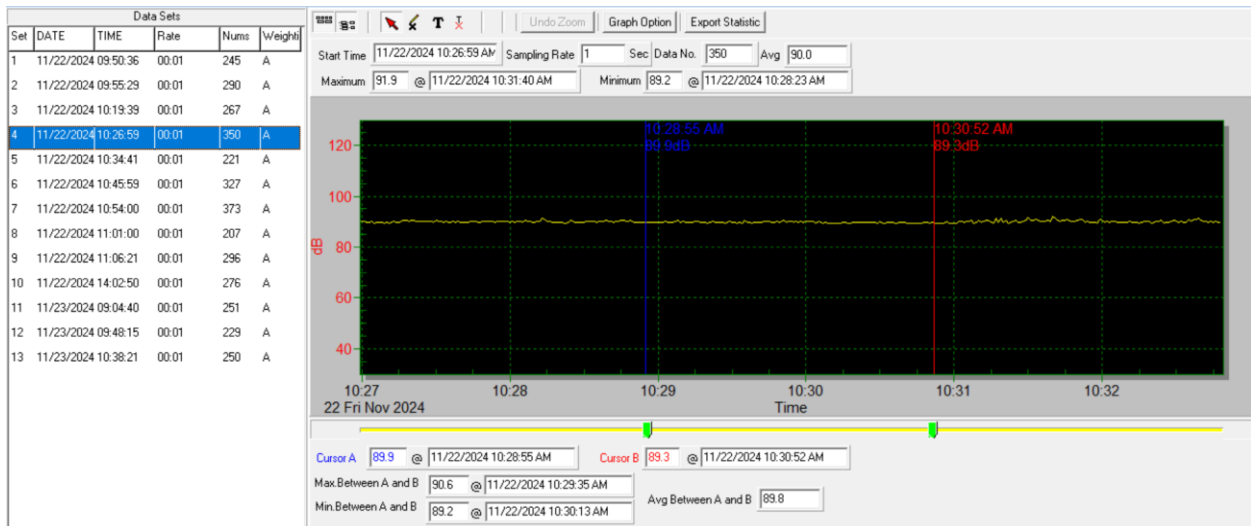 Data Sets
Set DATE TIME Rate Nums Weighti
1 11/22/2024 09:50:36 00:01 245 A
2 11/22/2024 09:55:29 00:01 290 A
3 11/22/2024 10:19:39 00:01 267 A
4 11/22/2024 10:26:59 00:01 350 A
5 11/22/2024 10:34:41 00:01 221 A
6 11/22/2024 10:45:59 00:01 327 A
7 11/22/2024 10:54:00 00:01 373 A
8 11/22/2024 11:01:00 00:01 207 A
9 11/22/2024 11:06:21 00:01 296 A
10 11/22/2024 14:02:50 00:01 276 A
11 11/23/2024 09:04:40 00:01 251 A
12 11/23/2024 09:48:15 00:01 229 A
13 11/23/2024 10:38:21 00:01 250 A
T Undo Zoom Graph Option Export Statistic
Start Time 11/22/2024 10:26:59 AM Sampling Rate 1 Sec Data No. 350 Avg 90.0
Maximum 91.9 @ 11/22/2024 10:31:40 AM Minimum 89.2 @ 11/22/2024 10:28:23 AM
10:28:55 AM 10:30:52 AM
89.9dB 89.3dB
120
100
80
60
40
dB
10:27 10:28 10:29 10:30 10:31 10:32
22 Fri Nov 2024 Time
Cursor A 89.9 @ 11/22/2024 10:28:55 AM Cursor B 89.3 @ 11/22/2024 10:30:52 AM
Max.Between A and B 90.6 @ 11/22/2024 10:29:35 AM
Min.Between A and B 89.2 @ 11/22/2024 10:30:13 AM
Avg Between A and B 89.8